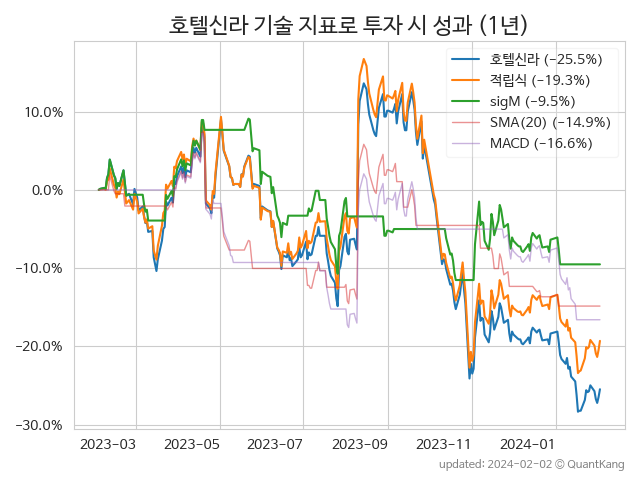 호텔신라 기술 지표로 투자 시 성과 (1년)
호텔신라 (−25.5%)
적립식 (−19.3%)
sigM (−9.5%)
SMA(20) (−14.9%)
MACD (−16.6%)
10.0%
0.0%
−10.0%
−20.0%
−30.0%
2023-03 2023-05 2023-07 2023-09 2023-11 2024-01
updated: 2024-02-02 © QuantKang